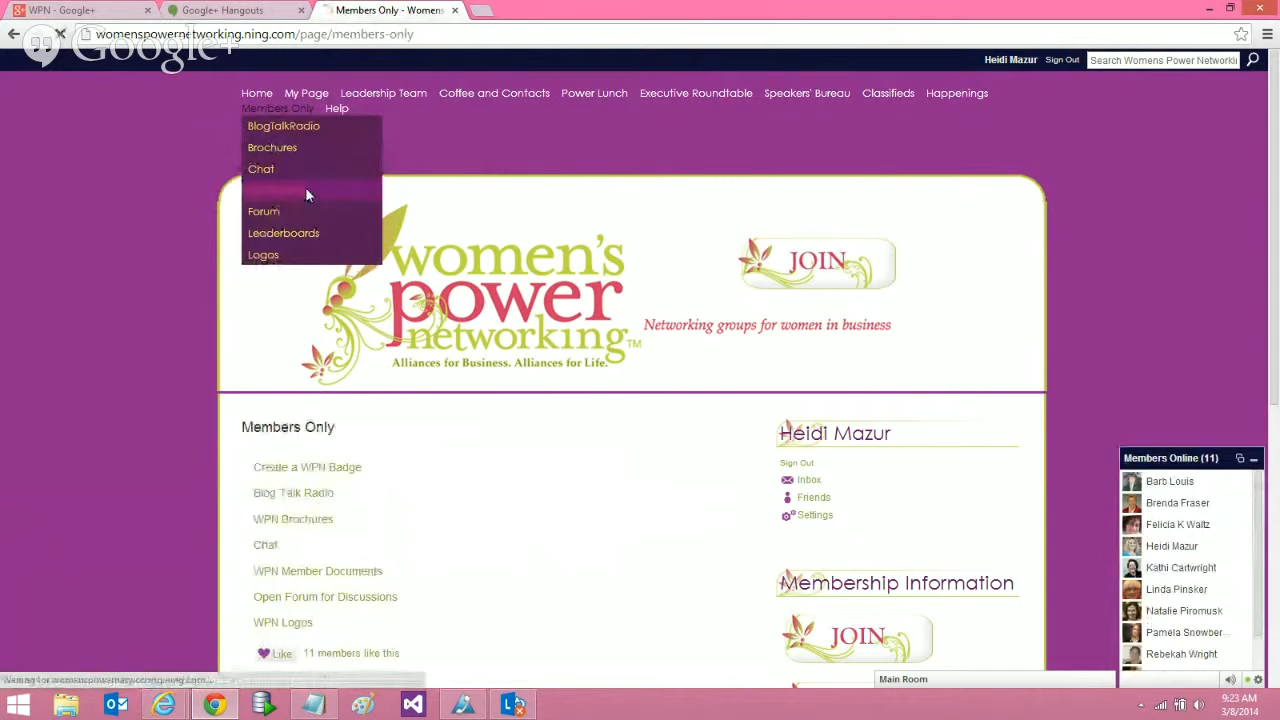 WPN - Google+
Google+ Hangouts
Members Only - Womens
womenspowernetworking.ning.com/page/members-only
Google+
Heidi Mazur
Sign Out
Search Womens Power Networkin
Home
My Page
Leadership Team
Coffee and Contacts
Power Lunch
Executive Roundtable
Speakers' Bureau
Classifieds
Happenings
Members Only
Help
BlogTalkRadio
Brochures
Chat
Forum
Leaderboards
Logos
women's
power
networking™
Alliances for Business. Alliances for Life.
JOIN
Networking groups for women in business
Members Only
Create a WPN Badge
Blog Talk Radio
WPN Brochures
Chat
WPN Member Documents
Open Forum for Discussions
WPN Logos
Like
11 members like this
Heidi Mazur
Sign Out
Inbox
Friends
Settings
Membership Information
JOIN
Members Online (11)
Barb Louis
Brenda Fraser
Felicia K Waltz
Heidi Mazur
Kathi Cartwright
Linda Pinsker
Natalie Piromusk
Pamela Snowber...
Rebekah Wright
Main Room
9:23 AM
3/8/2014